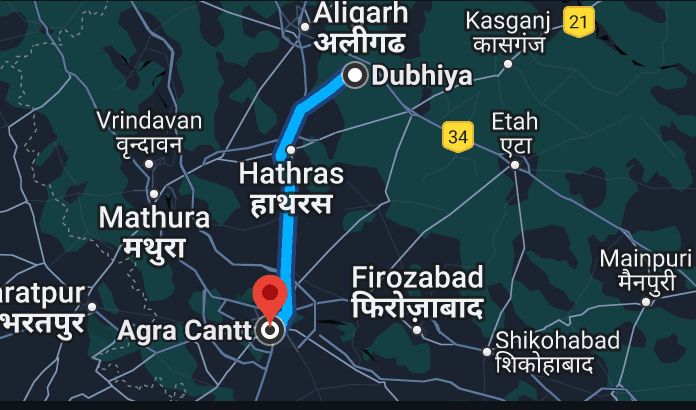 Aligarh
अलीगढ
Kasganj
कासगंज
21
Dubhiya
Vrindavan
वृन्दावन
34
Etah
एटा
Hathras
हाथरस
Mathura
मथुरा
Mainpuri
मैनपुरी
aratpur
भरतपुर
Firozabad
फिरोज़ाबाद
Agra Cantt
Shikohabad
शिकोहाबाद